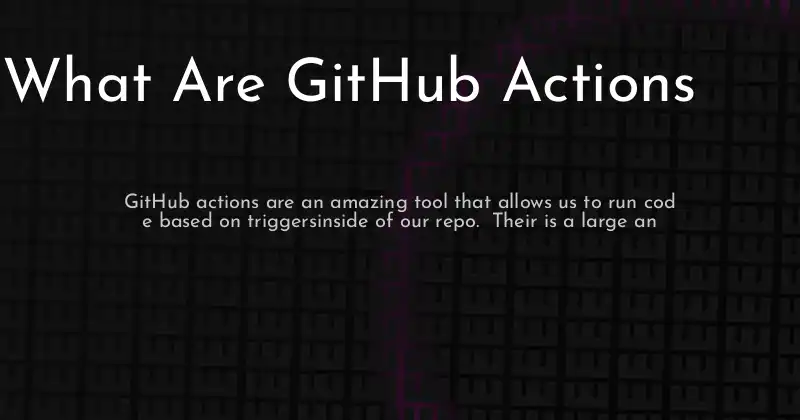 What Are GitHub Actions
GitHub actions are an amazing tool that allows us to run cod
e based on triggersinside of our repo.  Their is a large an